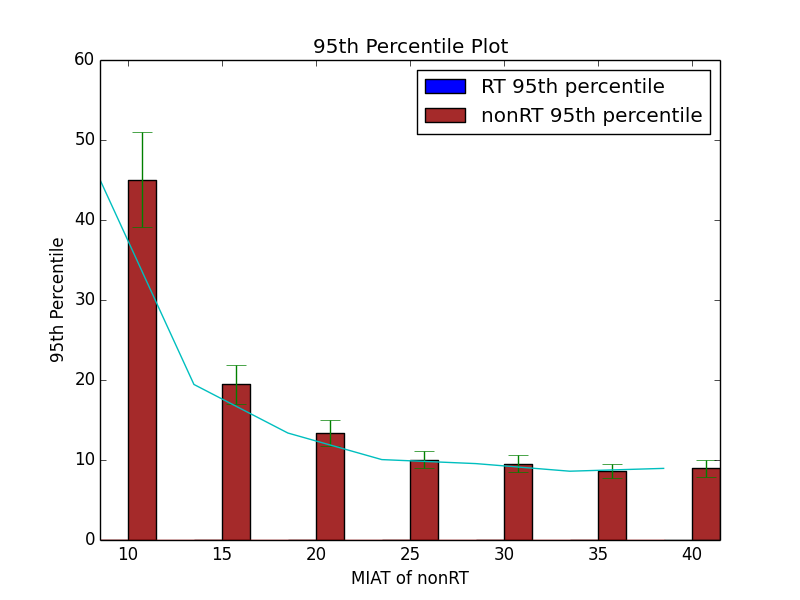 95th Percentile Plot
RT 95th percentile
nonRT 95th percentile
60
50
40
30
20
10
0
95th Percentile
10 15 20 25 30 35 40
MIAT of nonRT